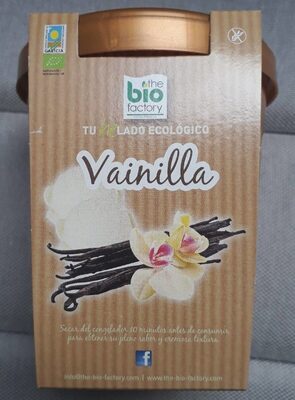 the
bio
factory
TU HELADO ECOLÓGICO
Vainilla
Sacar del congelador 10 minutos antes de consumir
para obtener su pleno sabor y cremosa textura
f
info@the-bio-factory.com / www.the-bio-factory.com